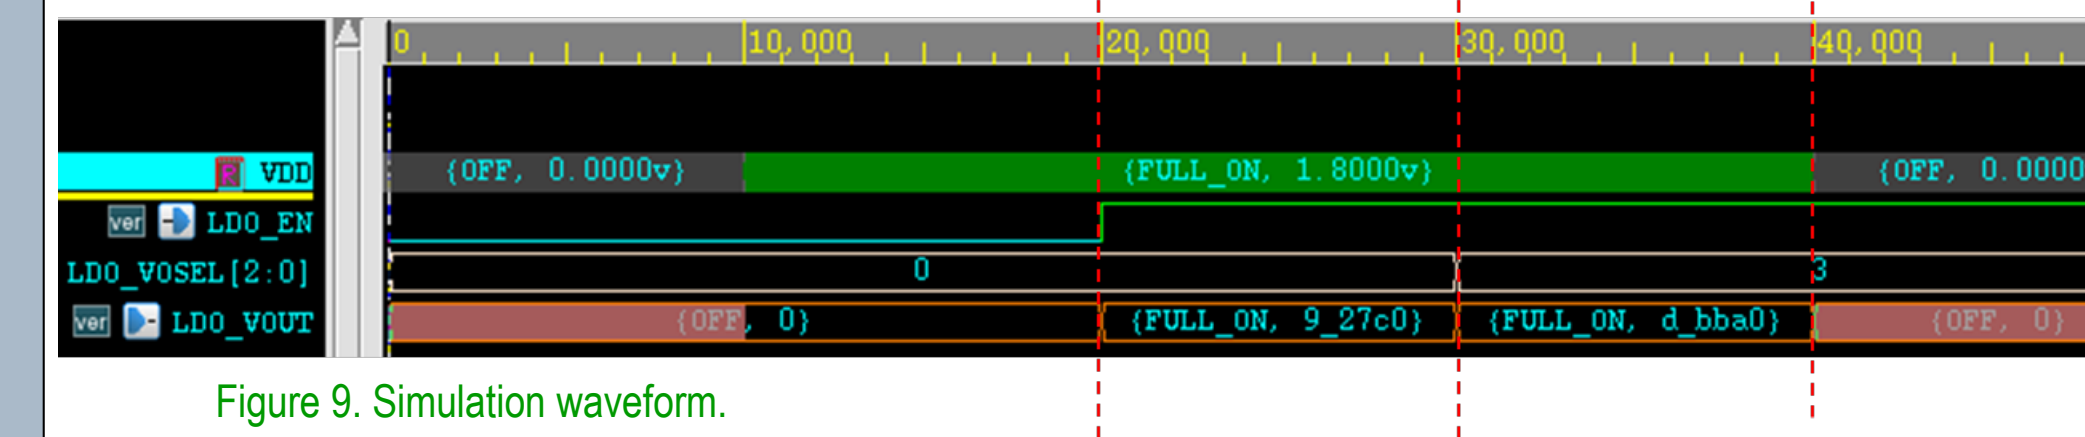 0 10,000 20,000 30,000 40,000
R VDD {OFF, 0.0000v} {FULL_ON, 1.8000v} {OFF, 0.0000
ver LDO_EN
LDO_VOSEL[2:0] 0 3
ver LDO_VOUT {OFF, 0} {FULL_ON, 9_27c0} {FULL_ON, d_bba0} {OFF, 0}
Figure 9. Simulation waveform.